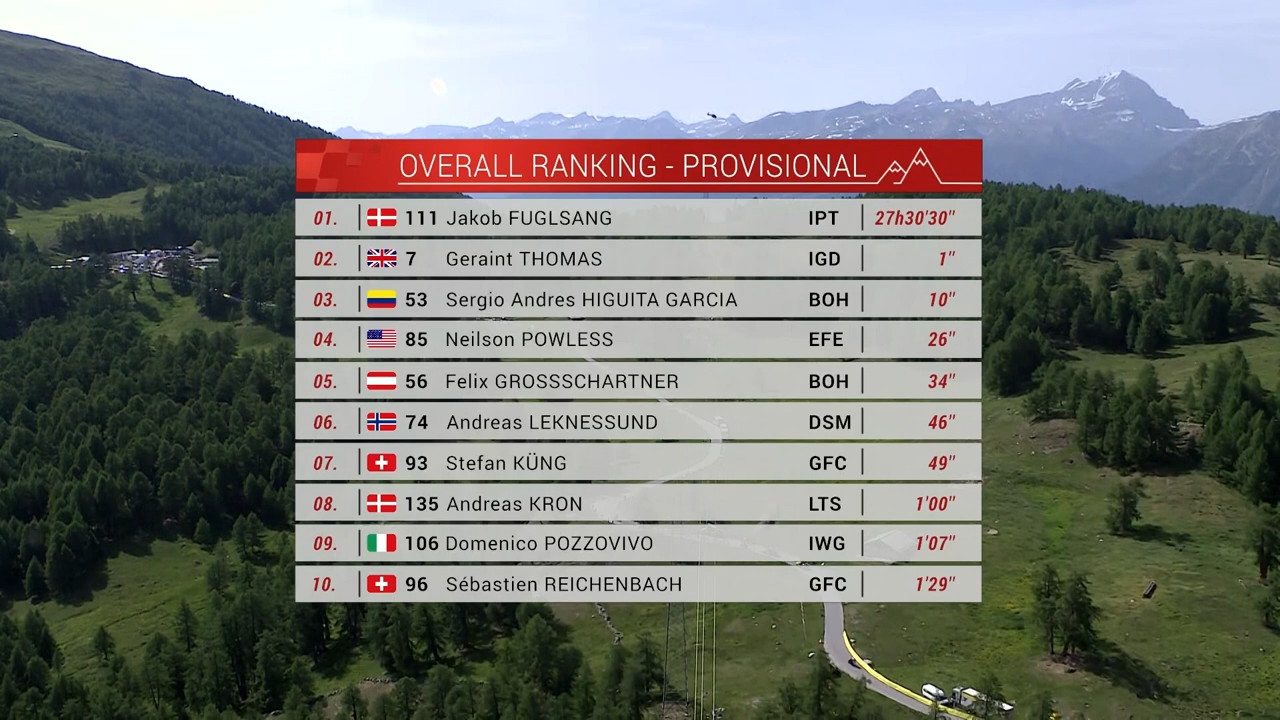 OVERALL RANKING - PROVISIONAL
01. 111 Jakob FUGLSANG IPT 27h30'30"
02. 7 Geraint THOMAS IGD 1"
03. 53 Sergio Andres HIGUITA GARCIA BOH 10"
04. 85 Neilson POWLESS EFE 26"
05. 56 Felix GROSSSCHARTNER BOH 34"
06. 74 Andreas LEKNESSUND DSM 46"
07. 93 Stefan KÜNG GFC 49"
08. 135 Andreas KRON LTS 1'00"
09. 106 Domenico POZZOVIVO IWG 1'07"
10. 96 Sébastien REICHENBACH GFC 1'29"